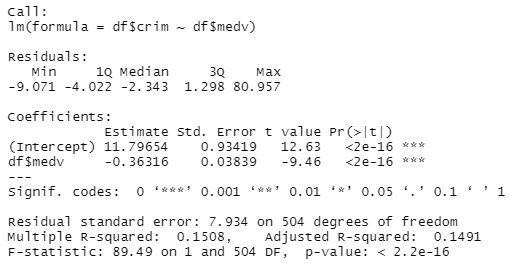 Call:
lm(formula = df$crim ~ df$medv)
Residuals:
Min 1Q Median 3Q Max
-9.071 -4.022 -2.343 1.298 80.957
Coefficients:
Estimate Std. Error t value Pr(>|t|)
(Intercept) 11.79654 0.93419 12.63 <2e-16 ***
df$medv -0.36316 0.03839 -9.46 <2e-16 ***
---
Signif. codes: 0 ‘***’ 0.001 ‘**’ 0.01 ‘*’ 0.05 ‘.’ 0.1 ‘ ’ 1
Residual standard error: 7.934 on 504 degrees of freedom
Multiple R-squared: 0.1508, Adjusted R-squared: 0.1491
F-statistic: 89.49 on 1 and 504 DF, p-value: < 2.2e-16